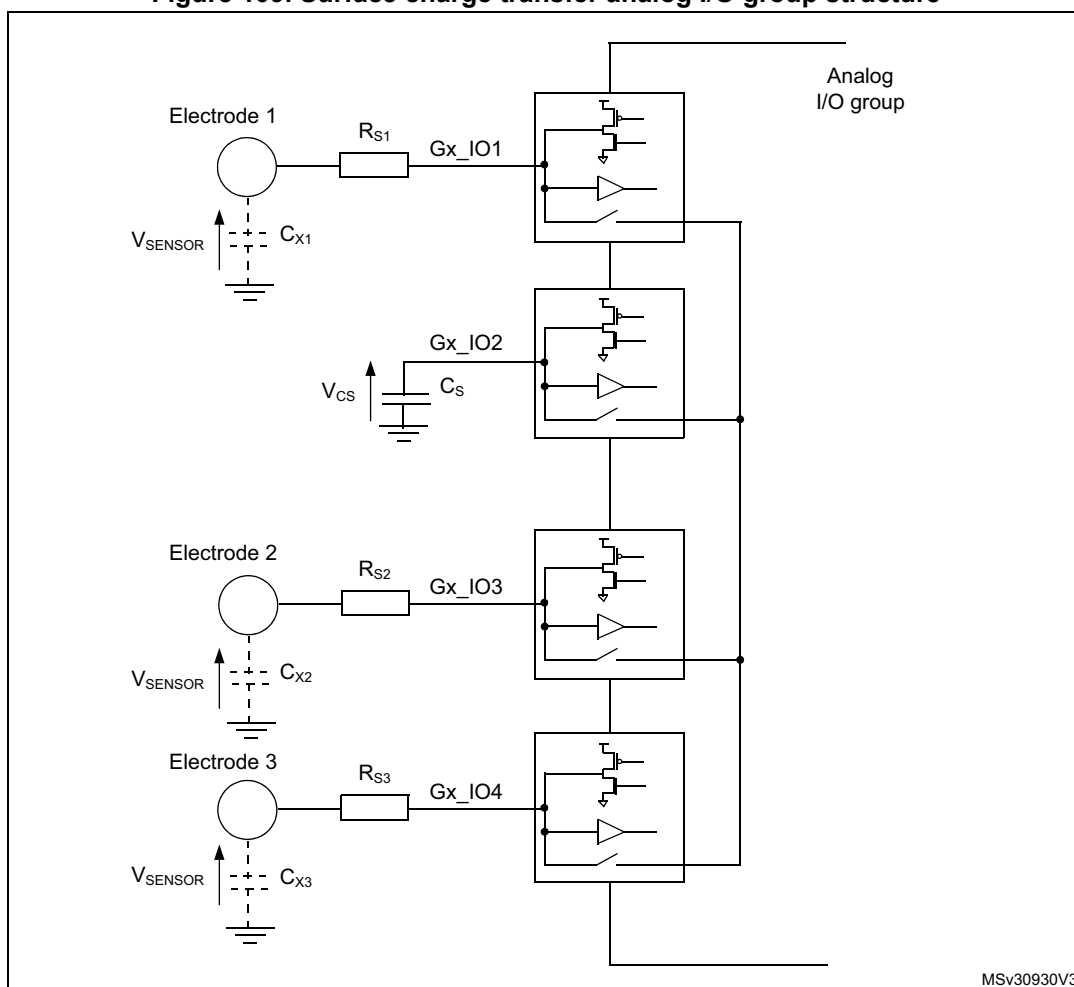 Figure 100. Surface charge transfer analog I/O group structure
Analog
I/O group
Electrode 1
RS1
Gx_IO1
VSENSOR
CX1
Gx_IO2
VCS
CS
Electrode 2
RS2
Gx_IO3
VSENSOR
CX2
Electrode 3
RS3
Gx_IO4
VSENSOR
CX3
MSv30930V3